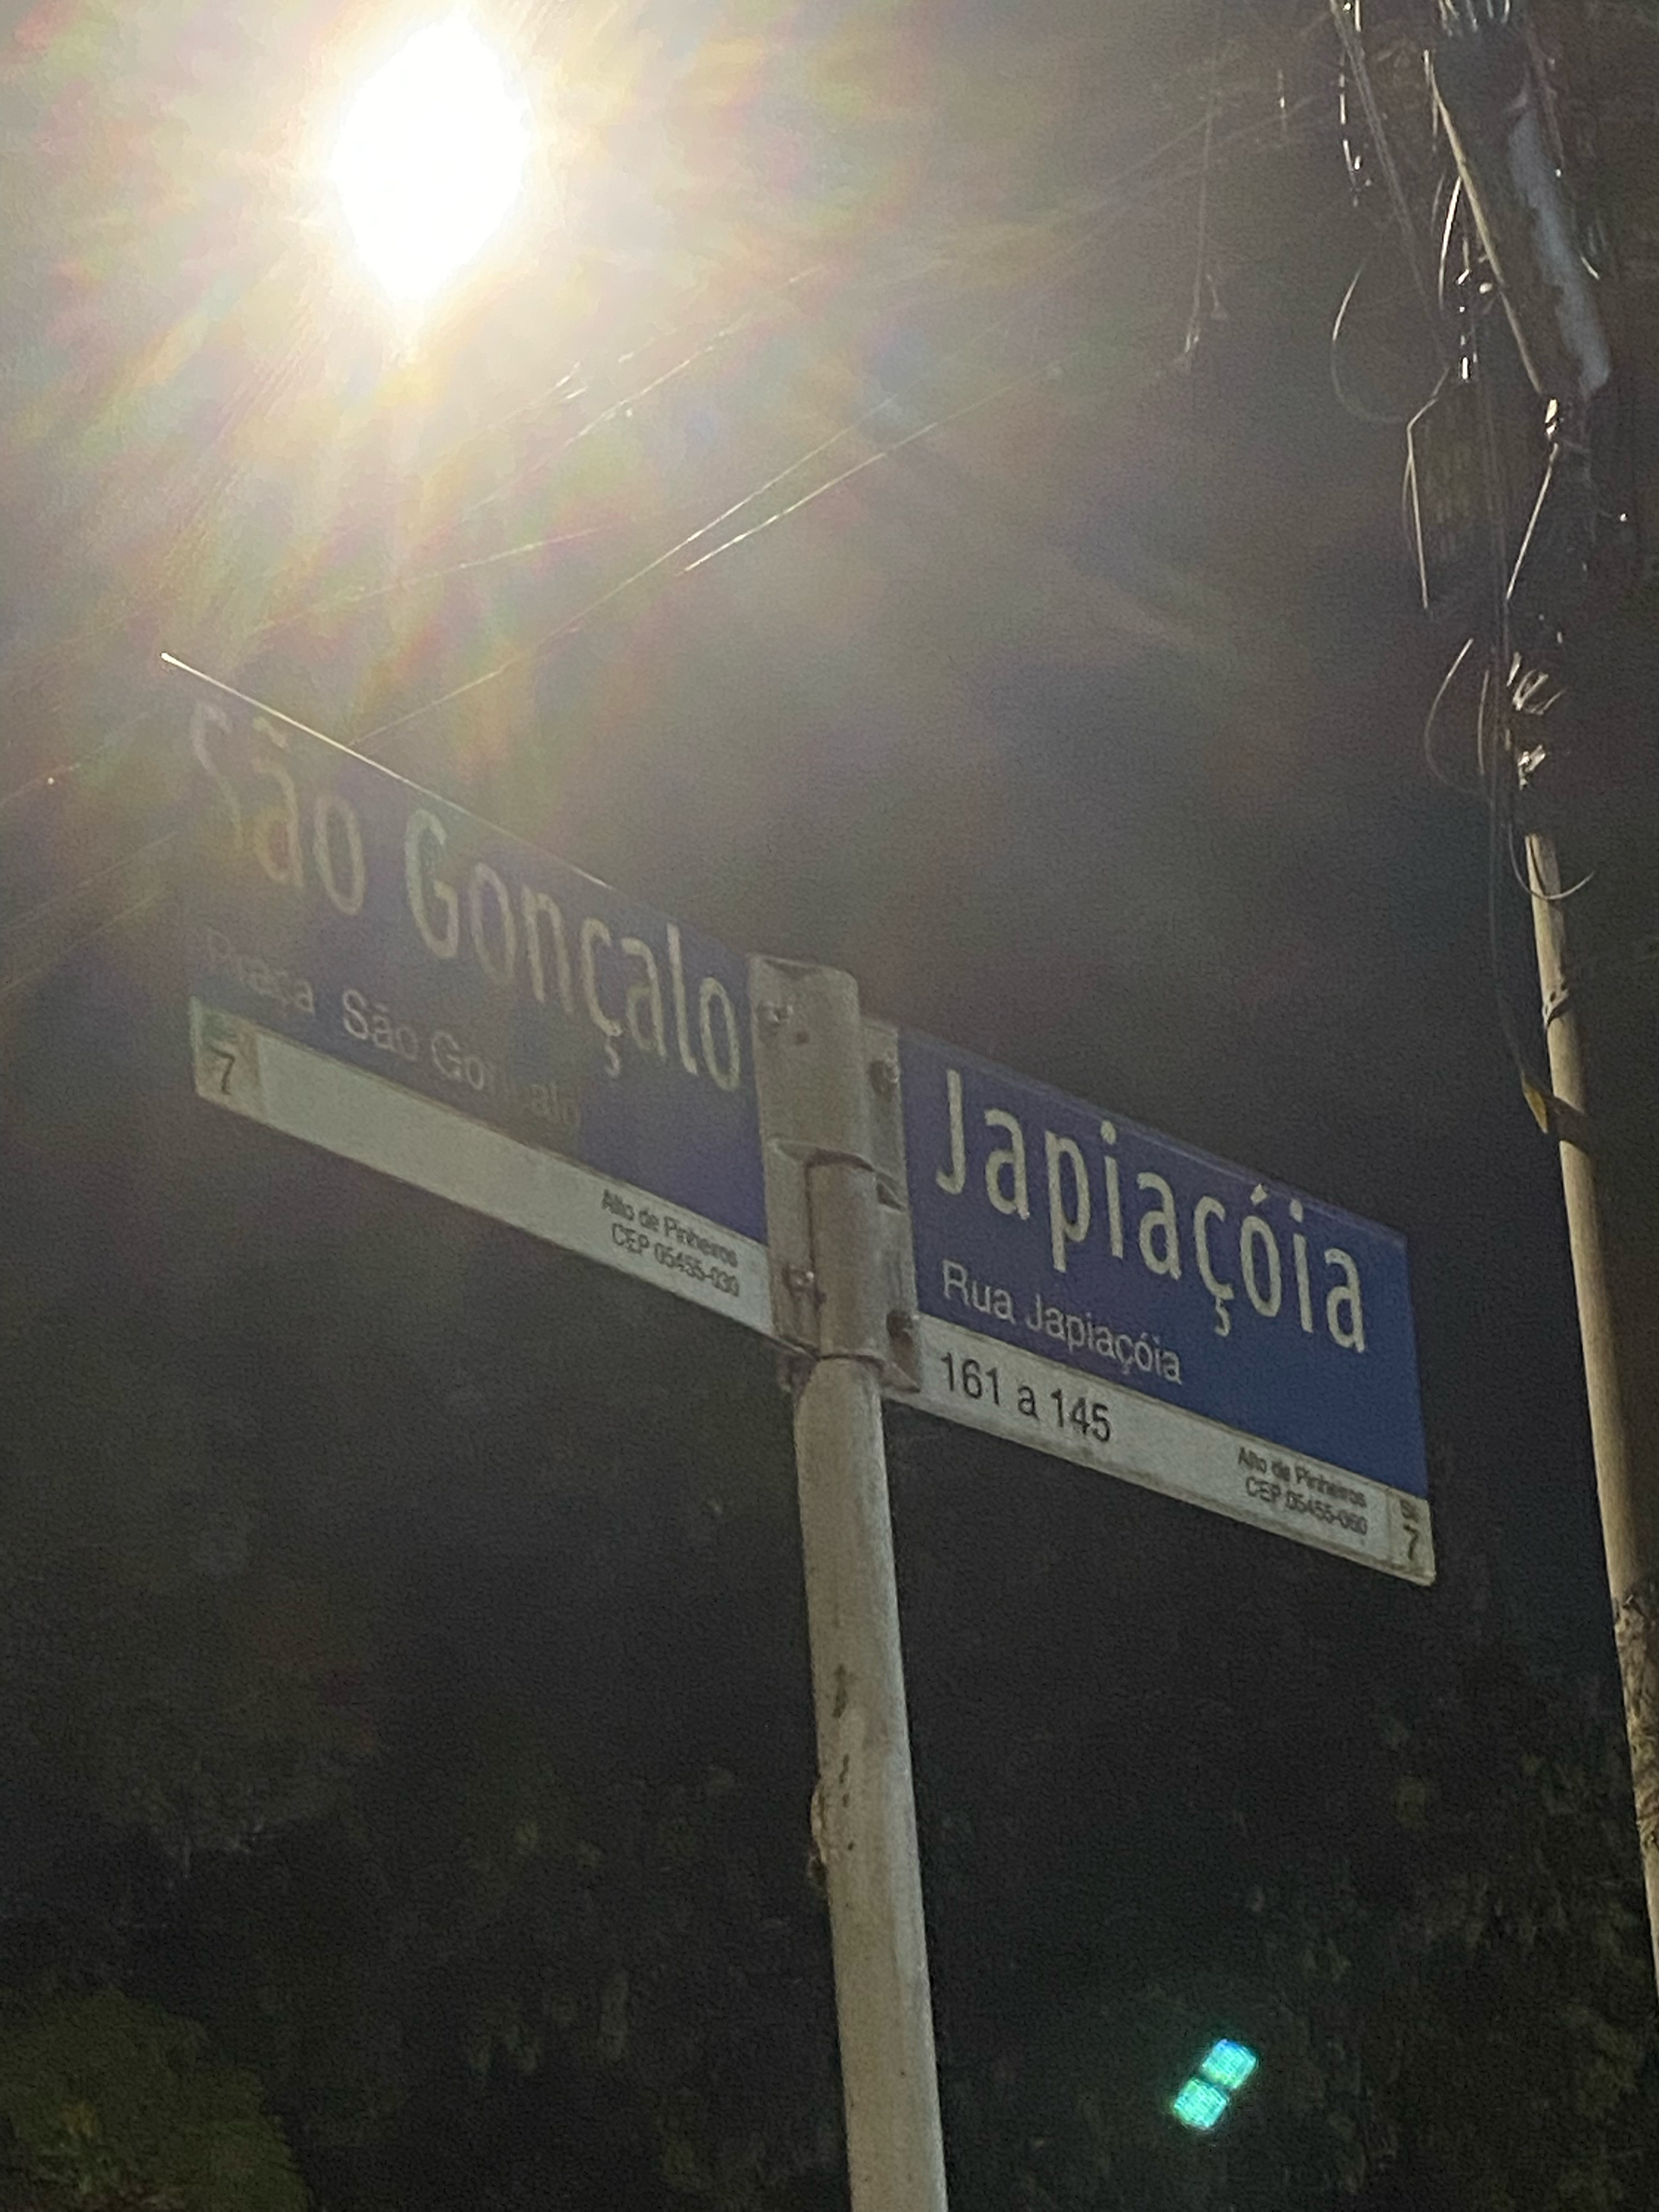 São Gonçalo
Praça São Gonçalo
7
Alto de Pinheiros
CEP 05455-030
Japiaçóia
Rua Japiaçóia
161 a 145
Alto de Pinheiros
CEP 05455-060
7